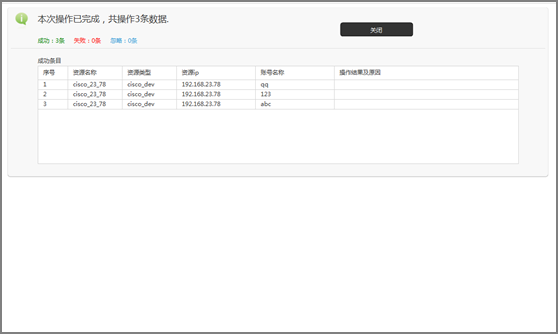 本次操作已完成，共操作3条数据.
关闭
成功：3条 失败：0条 忽略：0条
成功条目
序号 资源名称 资源类型 资源ip 账号名称 操作结果及原因
1 cisco_23_78 cisco_dev 192.168.23.78 qq
2 cisco_23_78 cisco_dev 192.168.23.78 123
3 cisco_23_78 cisco_dev 192.168.23.78 abc